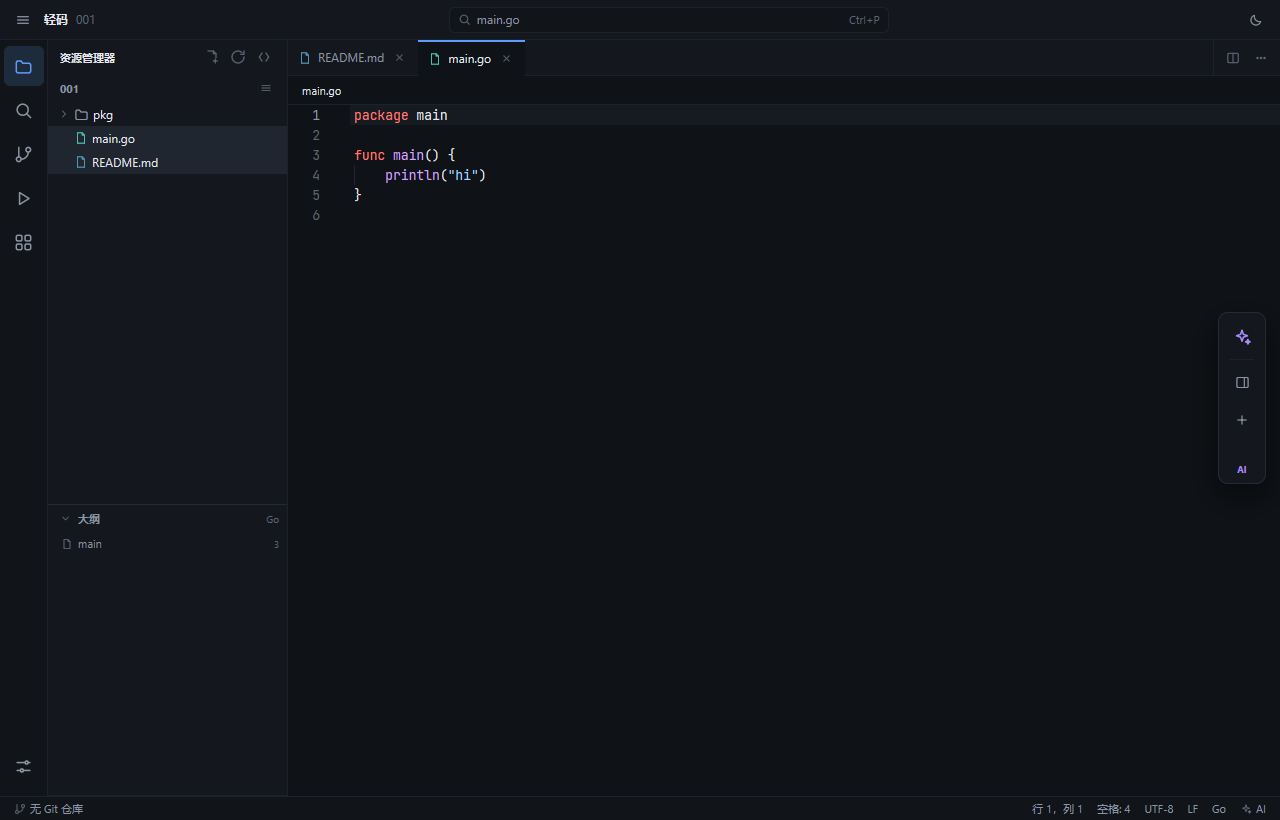 轻码 001
main.go Ctrl+P
资源管理器
001
pkg
main.go
README.md
大纲 Go
main 3
README.md
main.go
main.go
1 package main
2
3 func main() {
4 println("hi")
5 }
6
AI
无 Git 仓库
行 1，列 1 空格: 4 UTF-8 LF Go AI